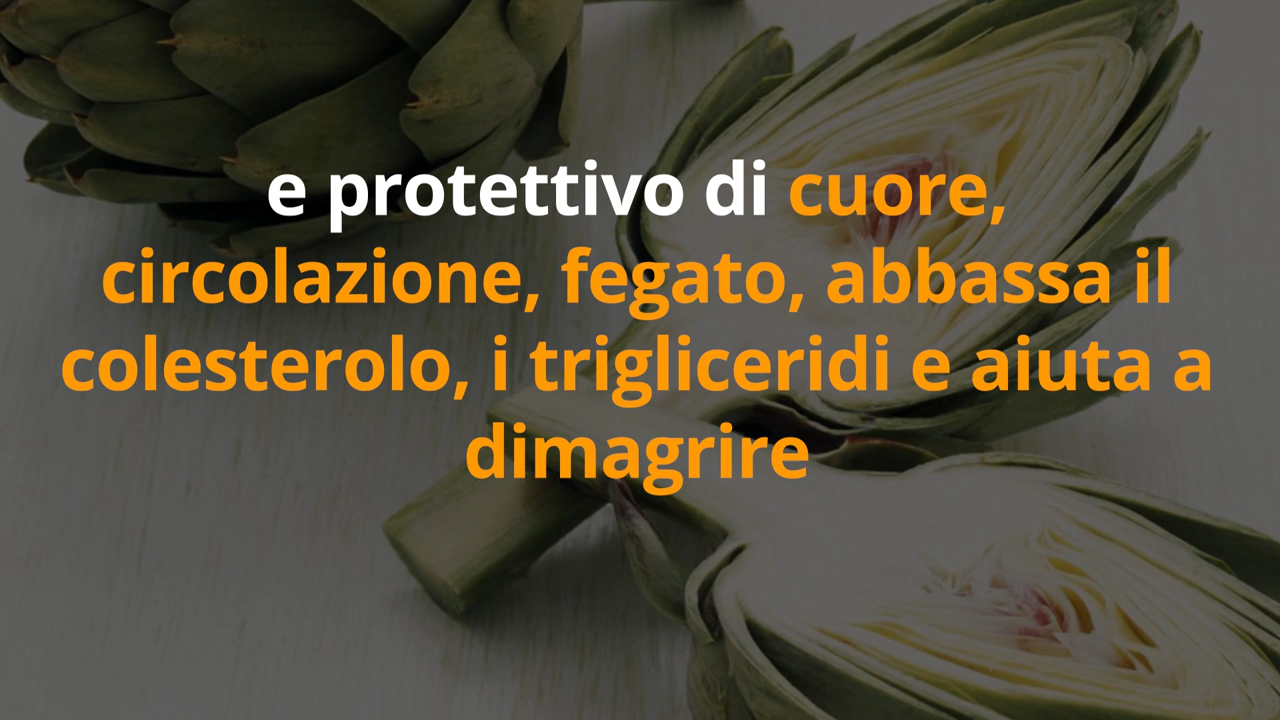 e protettivo di cuore,
circolazione, fegato, abbassa il
colesterolo, i trigliceridi e aiuta a
dimagrire